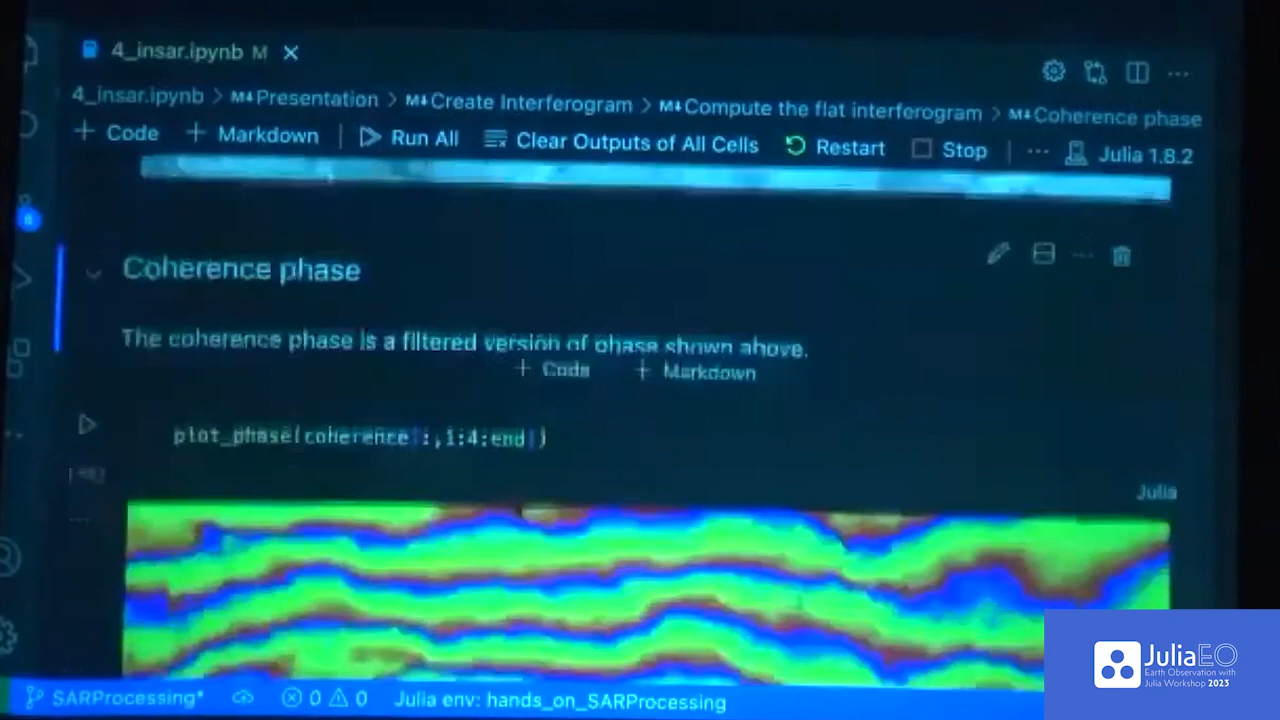 4_insar.ipynb M
4_insar.ipynb > M↓Presentation > M↓Create Interferogram > M↓Compute the flat interferogram > M↓Coherence phase
+ Code + Markdown | Run All Clear Outputs of All Cells Restart Stop | ... Julia 1.8.2
Coherence phase
The coherence phase is a filtered version of phase shown above.
+ Code + Markdown
plot_phase(coherence[:,1:4:end])
Julia
SARProcessing* 0 0 Julia env: hands_on_SARProcessing
JuliaEO
Earth Observation with
Julia Workshop 2023